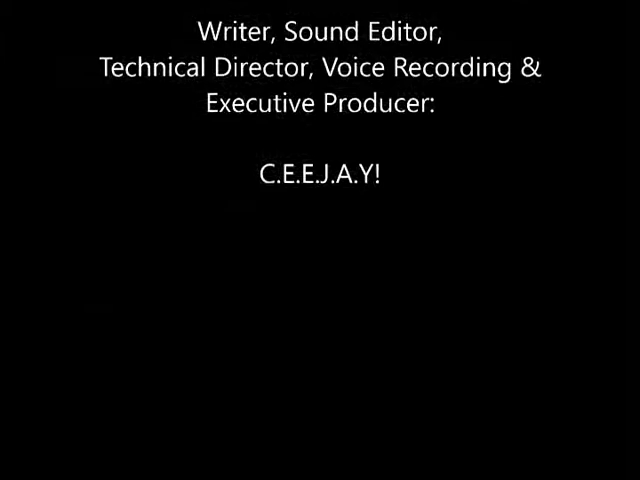 Writer, Sound Editor,
Technical Director, Voice Recording &
Executive Producer:
C.E.E.J.A.Y!